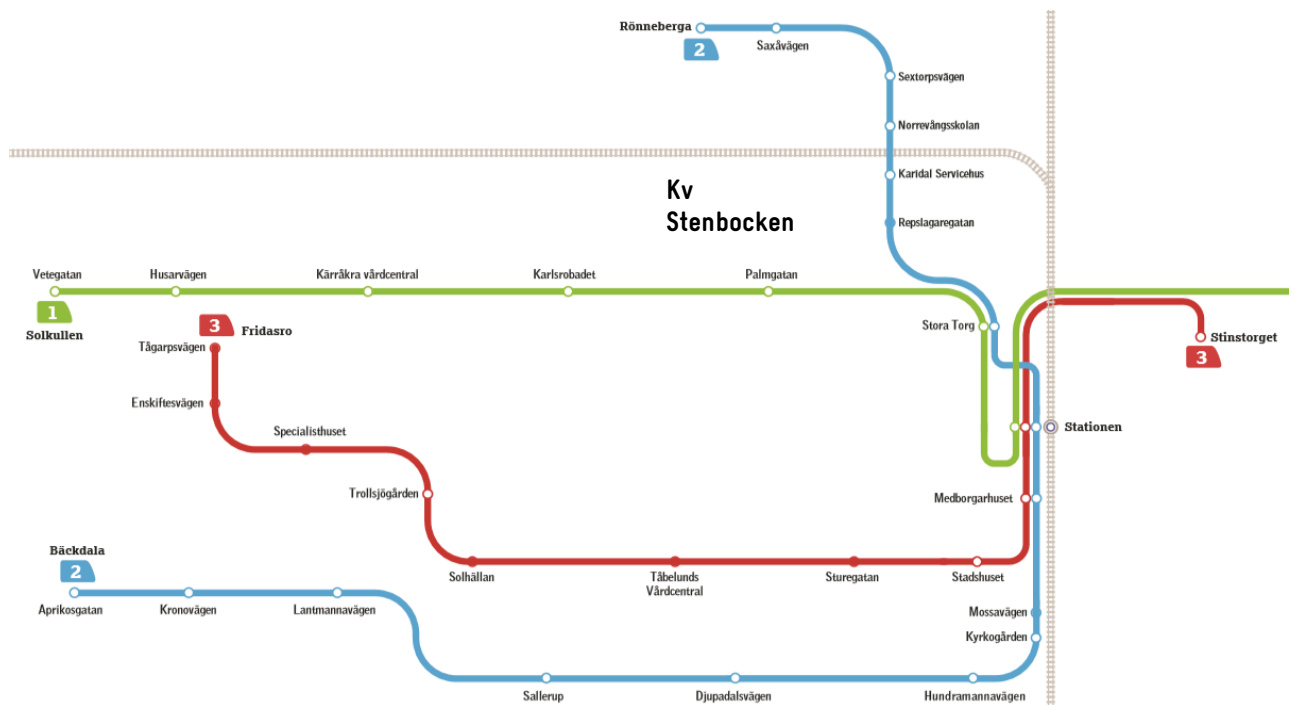 Rönneberga
2
Saxåvägen
Sextorpsvägen
Norrevångsskolan
Karidal Servicehus
Kv
Stenbocken
Repslagaregatan
Vetegatan
Husarvägen
Kärråkra vårdcentral
Karlsrobadet
Palmgatan
1
Solkullen
3
Fridasro
Stora Torg
Stinstorget
3
Tågarpsvägen
Enskiftesvägen
Specialisthuset
Stationen
Trollsjögården
Medborgarhuset
Bäckdala
2
Solhällan
Tåbelunds
Vårdcentral
Sturegatan
Stadshuset
Aprikosgatan
Kronovägen
Lantmannavägen
Mossavägen
Kyrkogården
Sallerup
Djupadalsvägen
Hundramannavägen